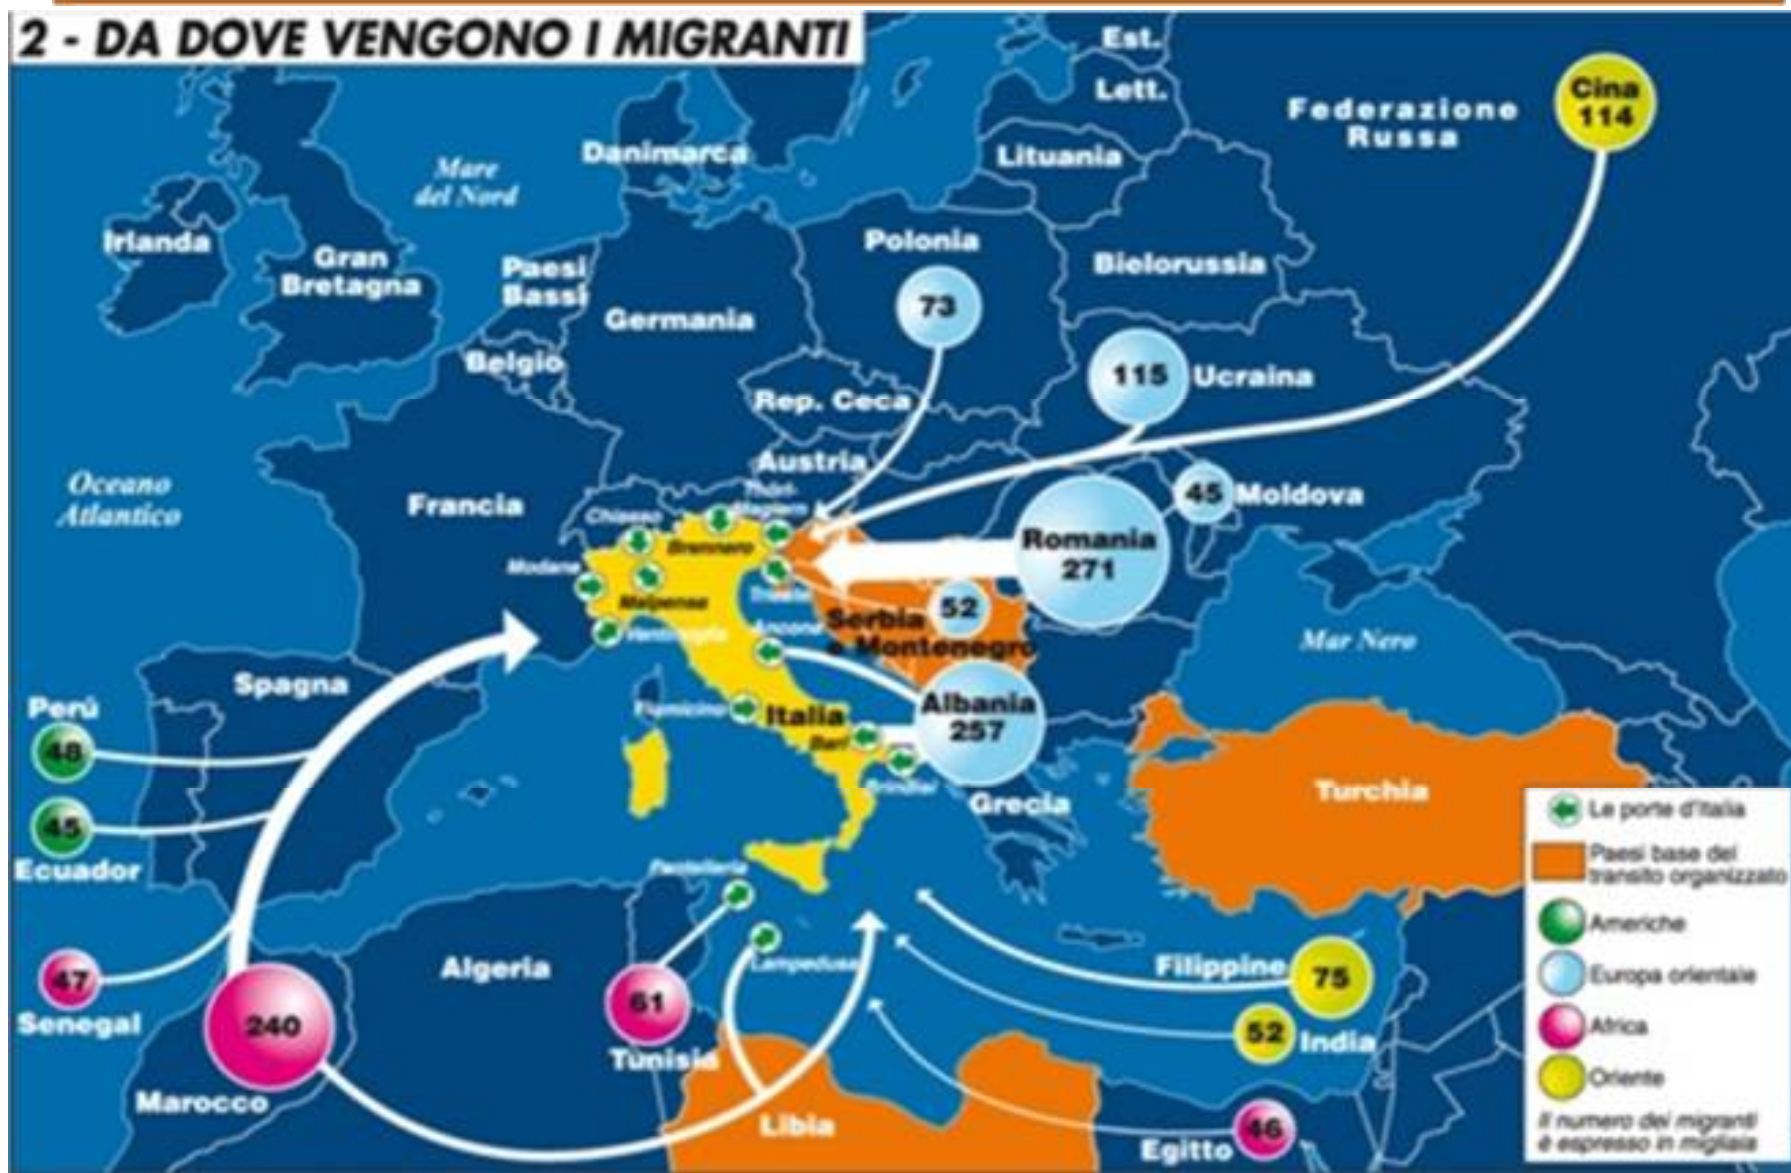 2 - DA DOVE VENGONO I MIGRANTI
Est.
Lett.
Lituania
Federazione
Russa
Cina
114
Danimarca
Mare
del Nord
Irlanda
Gran
Bretagna
Paesi
Bassi
Polonia
73
Bielorussia
Germania
Belgio
115
Ucraina
Rep. Ceca
Austria
Oceano
Atlantico
Francia
45
Moldova
Chiasso
Brennero
Modane
Malpensa
Romania
271
Ventimiglia
Ancona
52
Serbia
e Montenegro
Mar Nero
Spagna
Perú
48
Fiumicino
Italia
Bari
Albania
257
Brindisi
Grecia
Turchia
45
Ecuador
Pantelleria
Lampedusa
Algeria
47
Senegal
240
Marocco
61
Tunisia
Libia
Filippine
75
52
India
Egitto
46
Le porte d'Italia
Paesi base del
transito organizzato
Americhe
Europa orientale
Africa
Oriente
Il numero dei migranti
è espresso in migliaia